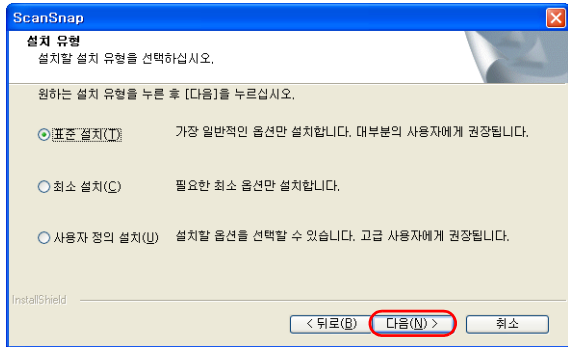 ScanSnap
설치 유형
설치할 설치 유형을 선택하십시오.
원하는 설치 유형을 누른 후 [다음]을 누르십시오.
표준 설치(T) 가장 일반적인 옵션만 설치합니다. 대부분의 사용자에게 권장됩니다.
최소 설치(C) 필요한 최소 옵션만 설치합니다.
사용자 정의 설치(U) 설치할 옵션을 선택할 수 있습니다. 고급 사용자에게 권장됩니다.
InstallShield
< 뒤로(B) 다음(N) > 취소